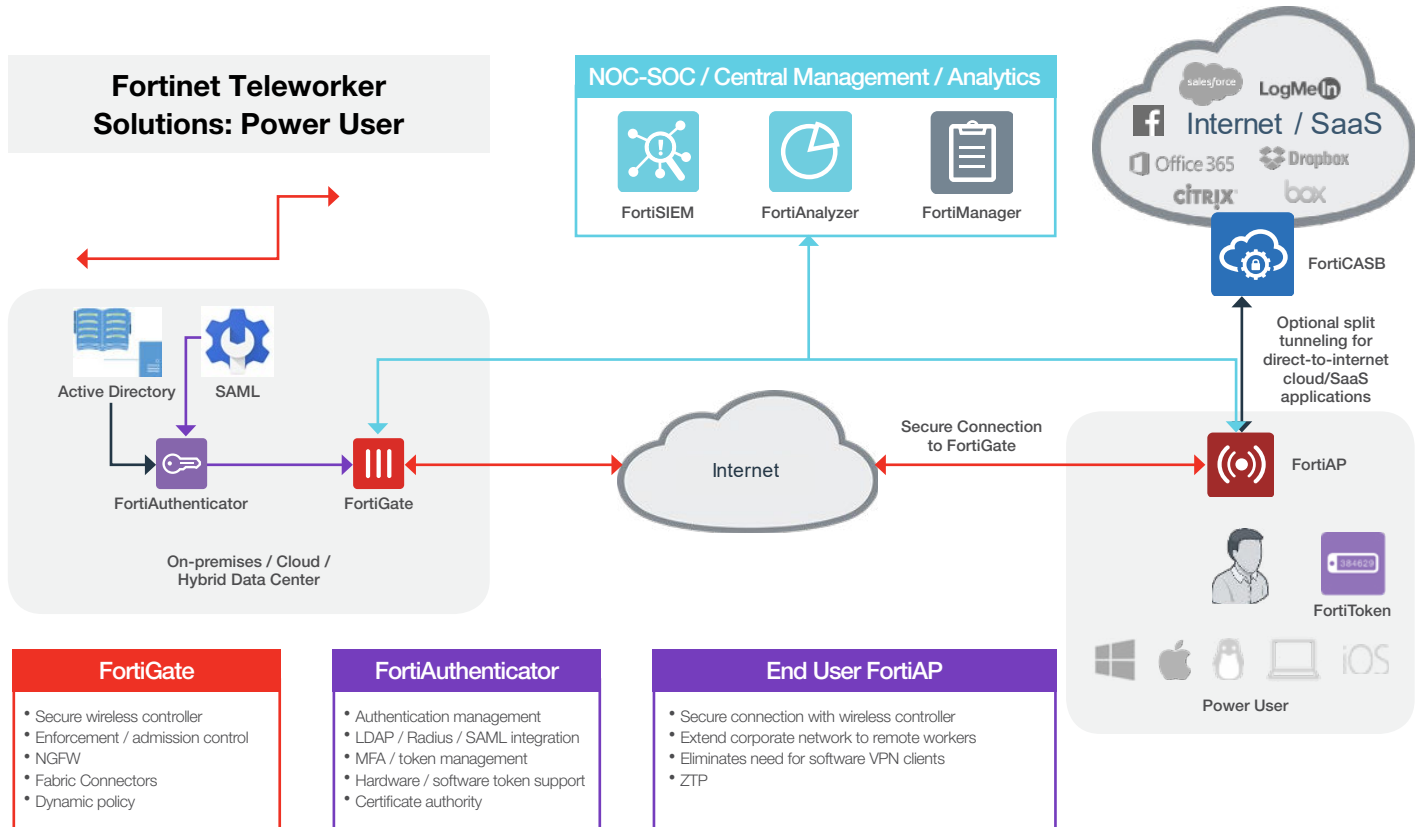 Fortinet Teleworker
Solutions: Power User
NOC-SOC / Central Management / Analytics
FortiSIEM
FortiAnalyzer
FortiManager
salesforce
LogMeIn
Internet / SaaS
Office 365
Dropbox
CİTRIX
box
FortiCASB
Optional split
tunneling for
direct-to-internet
cloud/SaaS
applications
Active Directory
SAML
FortiAuthenticator
FortiGate
On-premises / Cloud /
Hybrid Data Center
Internet
Secure Connection
to FortiGate
FortiAP
384629
FortiToken
iOS
Power User
FortiGate
• Secure wireless controller
• Enforcement / admission control
• NGFW
• Fabric Connectors
• Dynamic policy
FortiAuthenticator
• Authentication management
• LDAP / Radius / SAML integration
• MFA / token management
• Hardware / software token support
• Certificate authority
End User FortiAP
• Secure connection with wireless controller
• Extend corporate network to remote workers
• Eliminates need for software VPN clients
• ZTP